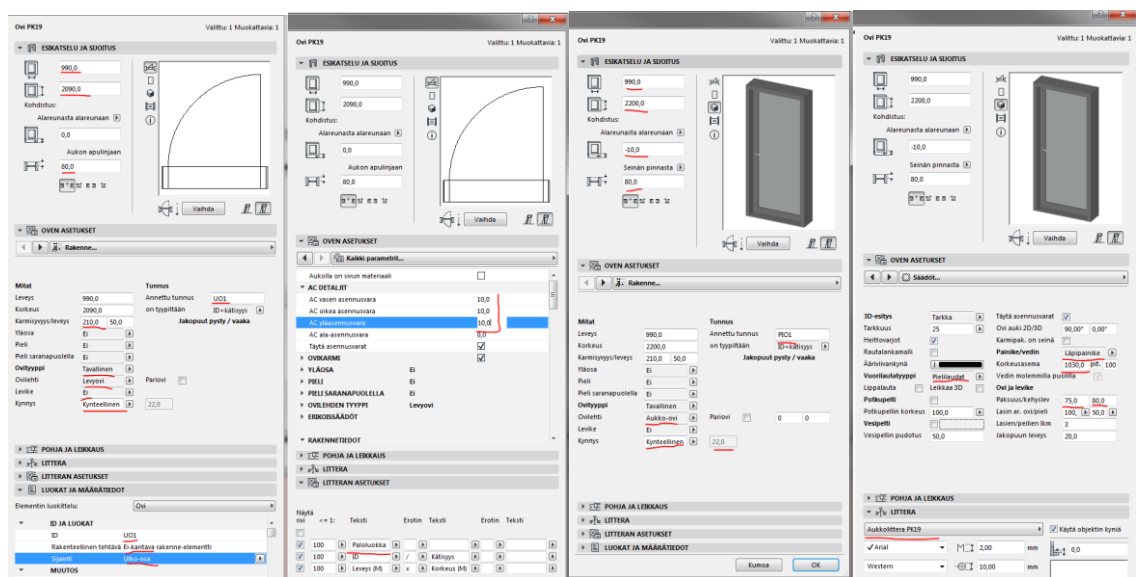 Ovi PK19 Valittu: 1 Muokattavia: 1
ESIKATSELU JA SIJOITUS
990,0
2090,0
Kohdistus:
Alareunasta alareunaan
0,0
Aukon apulinjaan
80,0
Vaihda
OVEN ASETUKSET
Rakenne...
Mitat Tunnus
Leveys 990,0 Annettu tunnus UO1
Korkeus 2090,0 on tyypiltään ID+kätisyys
Karmisyvyys/leveys 210,0 50,0 Jakopuut pysty / vaaka
Yläosa Ei
Pieli Ei
Pieli saranapuolella Ei
Ovityyppi Tavallinen
Ovilehti Levyovi Pariovi
Levike Ei
Kynnys Kynteellinen 22,0
POHJA JA LEIKKAUS
LITTERA
LITTERAN ASETUKSET
LUOKAT JA MÄÄRÄTIEDOT
Elementin luokittelu: Ovi
ID JA LUOKAT
ID UO1
Rakenteellinen tehtävä Ei-kantava rakenne-elementti
Sijainti Ulko-osa
MUUTOS
Ovi PK19 Valittu: 1 Muokattavia: 1
ESIKATSELU JA SIJOITUS
990,0
2090,0
Kohdistus:
Alareunasta alareunaan
0,0
Aukon apulinjaan
80,0
Vaihda
OVEN ASETUKSET
Kaikki parametrit...
Aukolla on sivun materiaali
AC DETALJIT
AC vasen asennusvara 10,0
AC oikea asennusvara 10,0
AC yläasennusvara 10,0
AC ala-asennusvara 0,0
Täytä asennusvarat
OVIKARMI
YLÄOSA Ei
PIELI Ei
PIELI SARANAPUOLELLA Ei
OVILEHDEN TYYPPI Levyovi
ERIKOISSÄÄDÖT
RAKENNETIEDOT
POHJA JA LEIKKAUS
LITTERA
LITTERAN ASETUKSET
Näytä
rivi <= 1: Teksti Erotin Teksti Erotin Teksti
100 Paloluokka
100 ID / Kätisyys
100 Leveys (M) x Korkeus (M)
Ovi PK19 Valittu: 1 Muokattavia: 1
ESIKATSELU JA SIJOITUS
990,0
2200,0
Kohdistus:
Alareunasta alareunaan
-10,0
Seinän pinnasta
80,0
Vaihda
OVEN ASETUKSET
Rakenne...
Mitat Tunnus
Leveys 990,0 Annettu tunnus PIO1
Korkeus 2200,0 on tyypiltään ID+kätisyys
Karmisyvyys/leveys 210,0 50,0 Jakopuut pysty / vaaka
Yläosa Ei
Pieli Ei
Pieli saranapuolella Ei
Ovityyppi Tavallinen
Ovilehti Aukko-ovi Pariovi 0 0
Levike Ei
Kynnys Kynteellinen 22,0
POHJA JA LEIKKAUS
LITTERA
LITTERAN ASETUKSET
LUOKAT JA MÄÄRÄTIEDOT
Kumoa OK
Ovi PK19 Valittu: 1 Muokattavia: 1
ESIKATSELU JA SIJOITUS
990,0
2200,0
Kohdistus:
Alareunasta alareunaan
-10,0
Seinän pinnasta
80,0
Vaihda
OVEN ASETUKSET
Säädöt...
3D-esitys Tarkka Täytä asennusvarat
Tarkkuus 25 Ovi auki 2D/3D 90,00° 0,00°
Heittovarjot Karmipak. on seinä
Rautalankamalli Painike/vedin Läpipainike
Ääriviivankynä 1 Korkeusasema 1030,0 pit. 100
Vuorilautatyyppi Pielilaudat Vedin molemmilla puolilla
Lippalauta Leikkaa 3D Ovi ja levike
Potkupelti Paksuus/kehyslev 75,0 80,0
Potkupellin korkeus 100,0 Lasin ar. ovi/pieli 100, 50,0
Vesipelti Lasien/peilien lkm 3
Vesipellin pudotus 50,0 Jakopuun leveys 20,0
POHJA JA LEIKKAUS
LITTERA
Aukkolittera PK19 Käytä objektin kyniä
Arial 2,00 mm 0,0
Western 10,00 mm